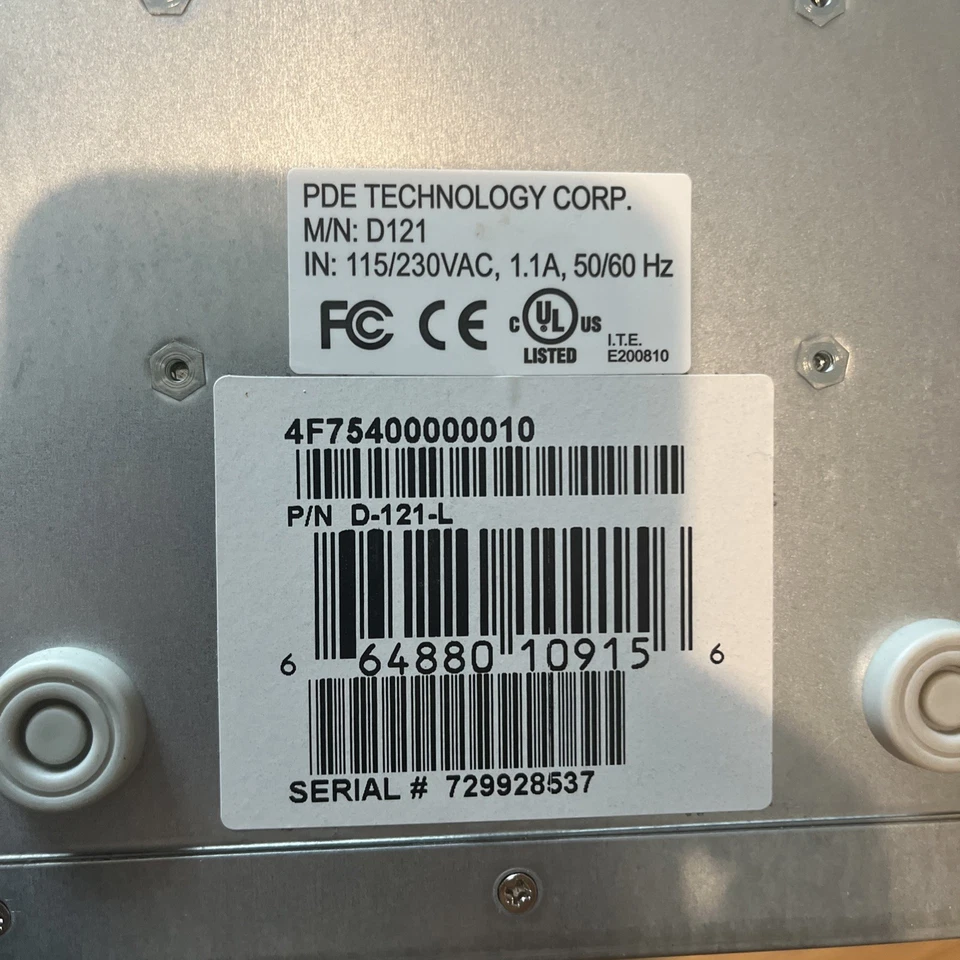 PDE TECHNOLOGY CORP.
M/N: D121
IN: 115/230VAC, 1.1A, 50/60 Hz
FC CE C UL US
LISTED
I.T.E.
E200810
4F75400000010
P/N D-121-L
6 64880 10915 6
SERIAL # 729928537